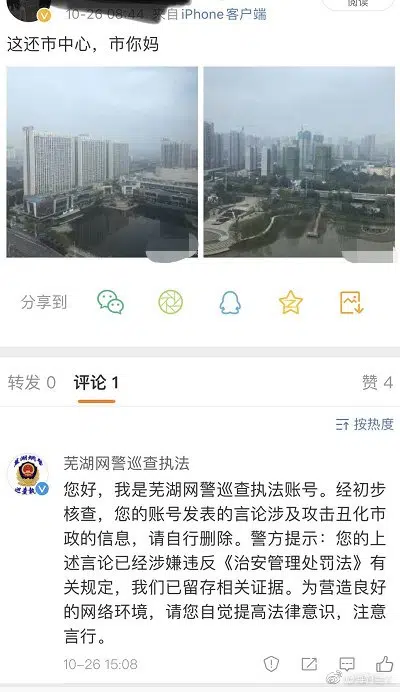 阅读
10-26 08:44 来自iPhone客户端
这还市中心，市你妈
分享到
转发 0 评论 1 赞 4
按热度
芜湖网警巡查执法
您好，我是芜湖网警巡查执法账号。经初步
核查，您的账号发表的言论涉及攻击丑化市
政的信息，请自行删除。警方提示：您的上
述言论已经涉嫌违反《治安管理处罚法》有
关规定，我们已留存相关证据。为营造良好
的网络环境，请您自觉提高法律意识，注意
言行。
10-26 15:08